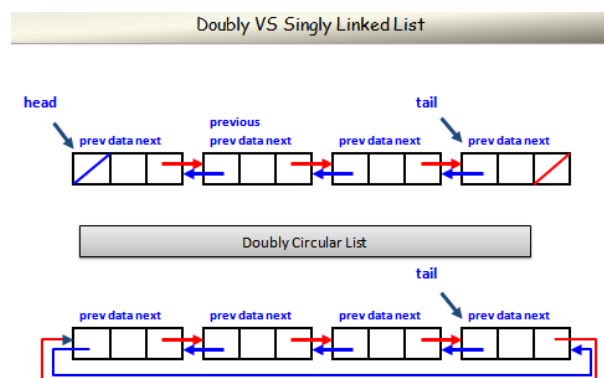 Doubly VS Singly Linked List
head
tail
previous
prev data next
prev data next
prev data next
prev data next
Doubly Circular List
tail
prev data next
prev data next
prev data next
prev data next